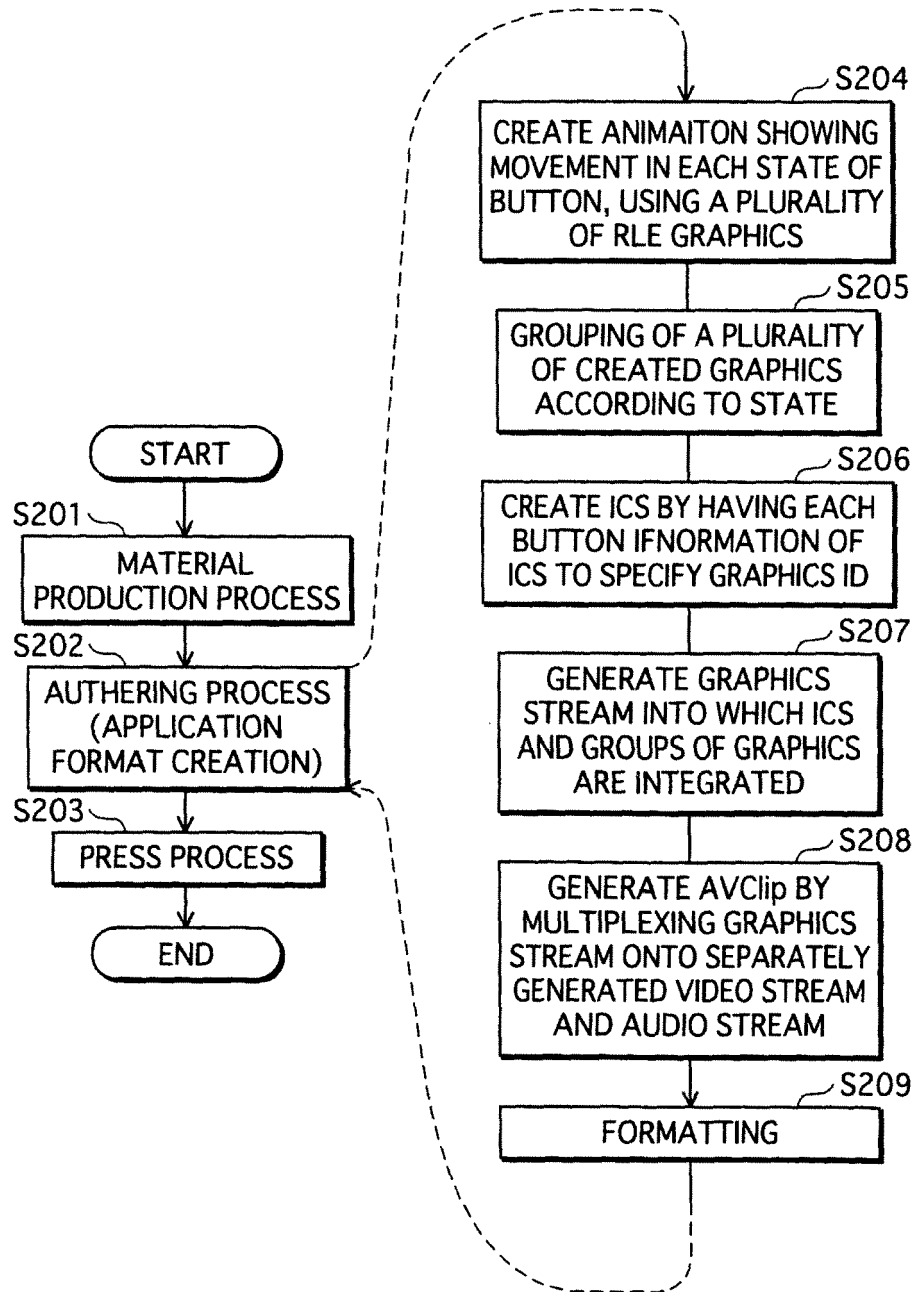 START
S201
MATERIAL
PRODUCTION PROCESS
S202
AUTHERING PROCESS
(APPLICATION
FORMAT CREATION)
S203
PRESS PROCESS
END
S204
CREATE ANIMAITON SHOWING
MOVEMENT IN EACH STATE OF
BUTTON, USING A PLURALITY
OF RLE GRAPHICS
S205
GROUPING OF A PLURALITY
OF CREATED GRAPHICS
ACCORDING TO STATE
S206
CREATE ICS BY HAVING EACH
BUTTON IFNORMATION OF
ICS TO SPECIFY GRAPHICS ID
S207
GENERATE GRAPHICS
STREAM INTO WHICH ICS
AND GROUPS OF GRAPHICS
ARE INTEGRATED
S208
GENERATE AVClip BY
MULTIPLEXING GRAPHICS
STREAM ONTO SEPARATELY
GENERATED VIDEO STREAM
AND AUDIO STREAM
S209
FORMATTING